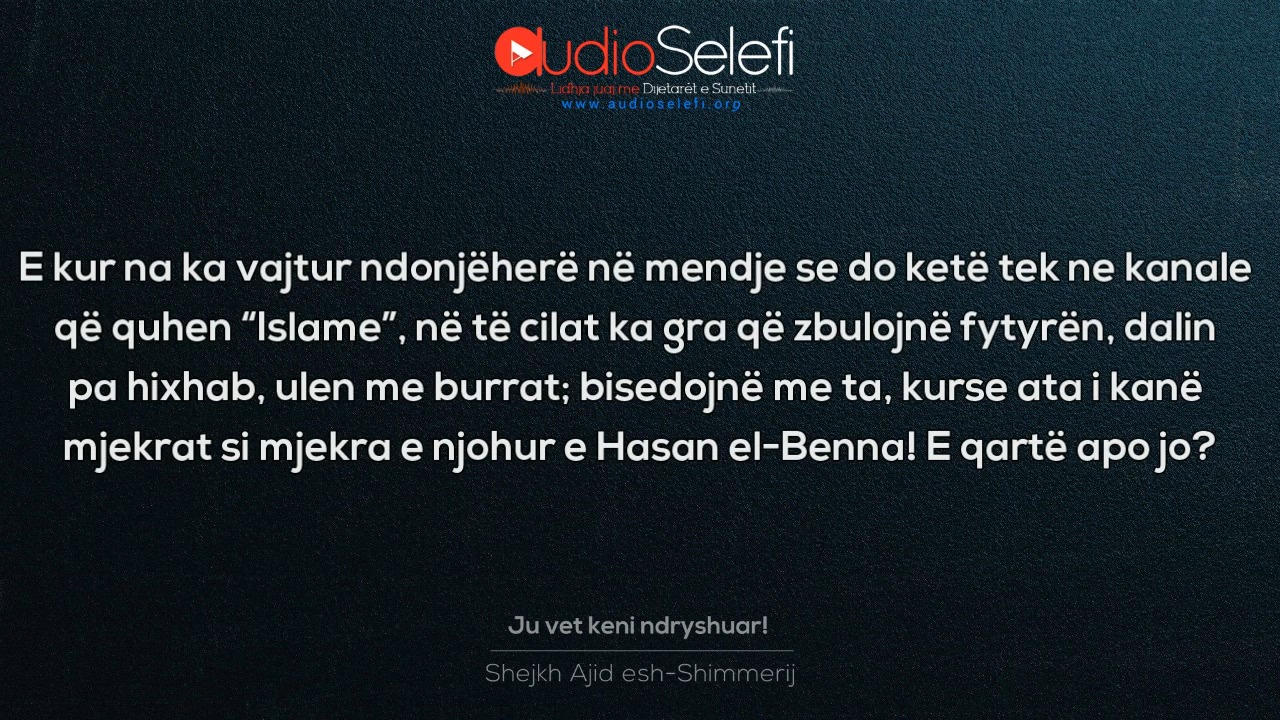 audioSelefi
Lidhja juaj me Dijetarët e Sunetit
www.audioselefi.org
E kur na ka vajtur ndonjëherë në mendje se do ketë tek ne kanale
që quhen “Islame”, në të cilat ka gra që zbulojnë fytyrën, dalin
pa hixhab, ulen me burrat; bisedojnë me ta, kurse ata i kanë
mjekrat si mjekra e njohur e Hasan el-Benna! E qartë apo jo?
Ju vet keni ndryshuar!
Shejkh Ajid esh-Shimmerij